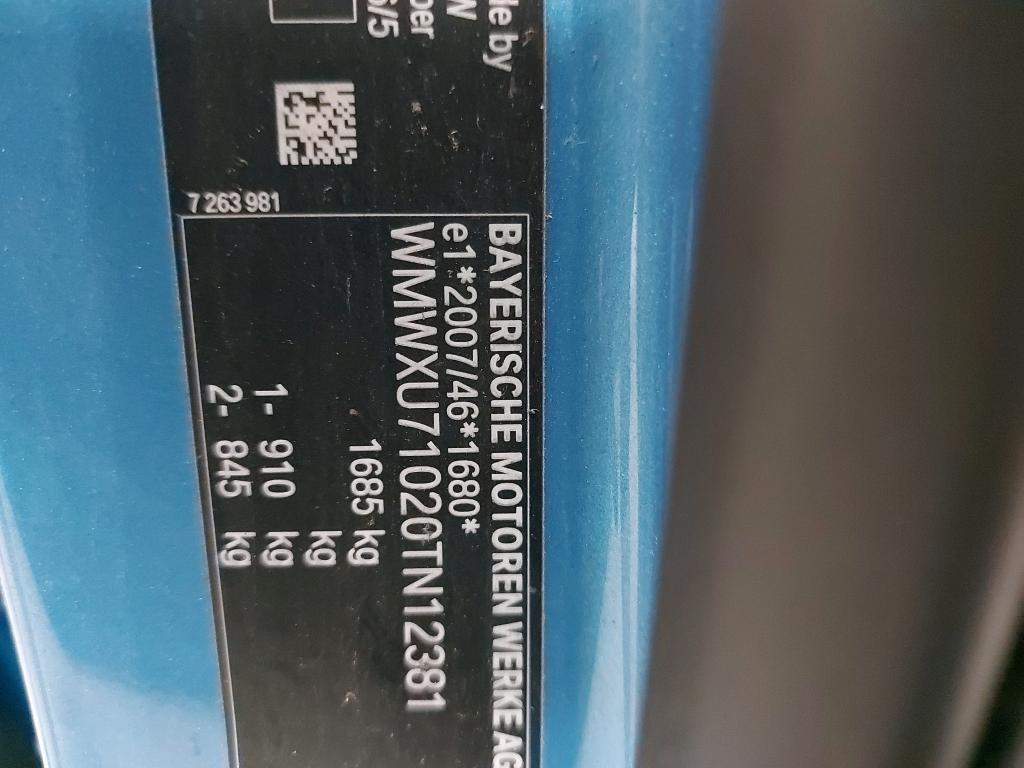 BAYERISCHE MOTOREN WERKE AG
e1*2007/46*1680*
WMWXU71020TN12381
1685 kg
kg
1- 910 kg
2- 845 kg
7 263 981
by